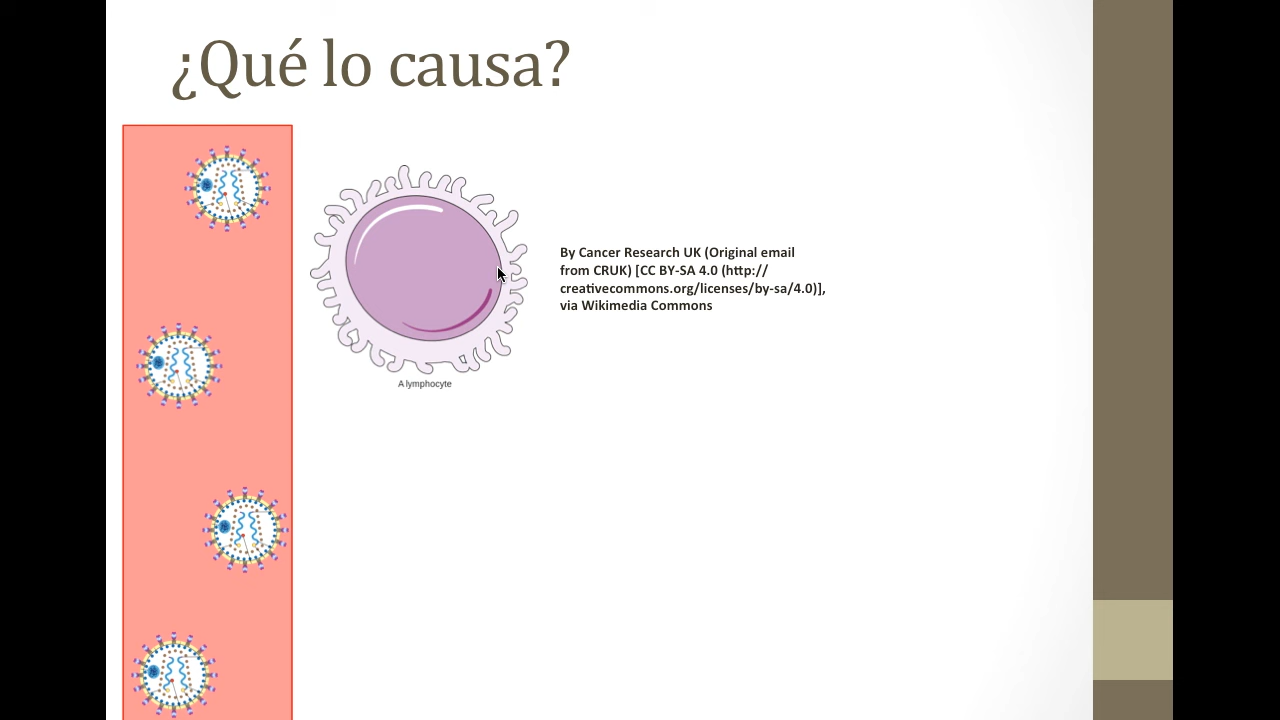 ¿Qué lo causa?
By Cancer Research UK (Original email
from CRUK) [CC BY-SA 4.0 (http://
creativecommons.org/licenses/by-sa/4.0)],
via Wikimedia Commons
A lymphocyte